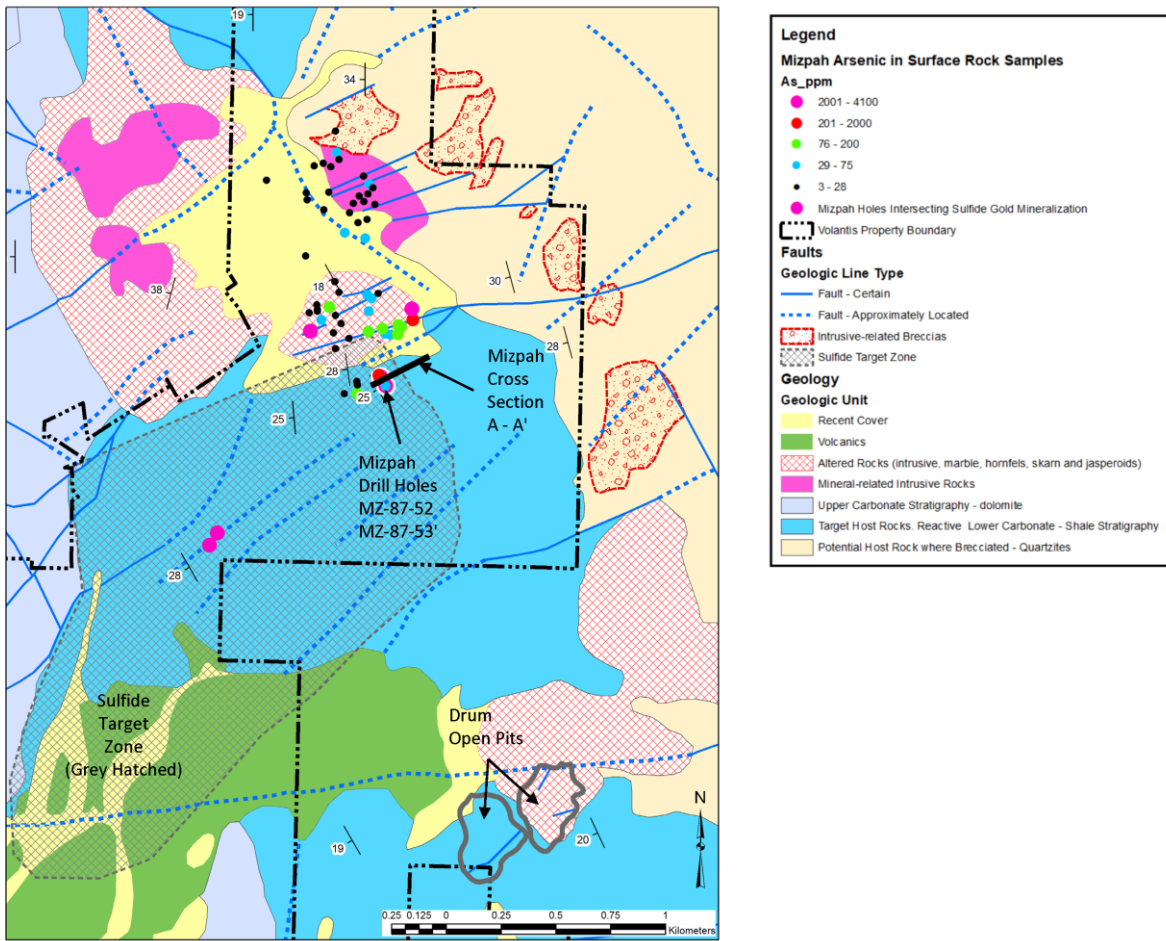 19
34
18
38
30
28
28
25
25
28
19
20
Mizpah
Cross
Section
A - A'
Mizpah
Drill Holes
MZ-87-52
MZ-87-53'
Sulfide
Target
Zone
(Grey Hatched)
Drum
Open Pits
N
0.25 0.125 0 0.25 0.5 0.75 1
Kilometers
Legend
Mizpah Arsenic in Surface Rock Samples
As_ppm
2001 - 4100
201 - 2000
76 - 200
29 - 75
3 - 28
Mizpah Holes Intersecting Sulfide Gold Mineralization
Volantis Property Boundary
Faults
Geologic Line Type
Fault - Certain
Fault - Approximately Located
Intrusive-related Breccias
Sulfide Target Zone
Geology
Geologic Unit
Recent Cover
Volcanics
Altered Rocks (intrusive, marble, hornfels, skarn and jasperoids)
Mineral-related Intrusive Rocks
Upper Carbonate Stratigraphy - dolomite
Target Host Rocks. Reactive Lower Carbonate - Shale Stratigraphy
Potential Host Rock where Brecciated - Quartzites